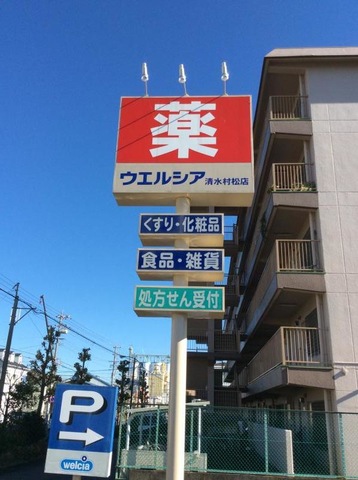 薬
ウエルシア 清水村松店
くすり・化粧品
食品・雑貨
処方せん受付
P
welcia